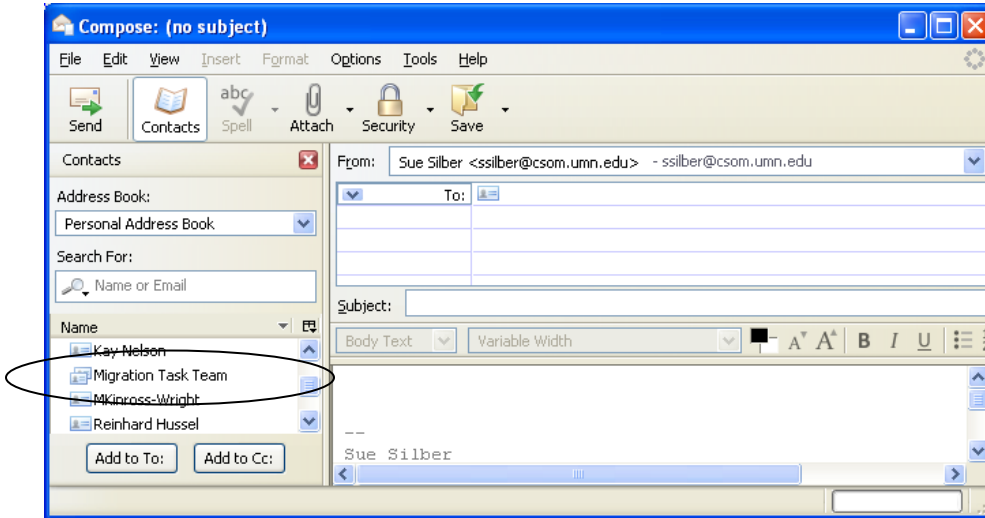 Compose: (no subject)
File Edit View Insert Format Options Tools Help
abc
Send Contacts Spell Attach Security Save
Contacts
From: Sue Silber <ssilber@csom.umn.edu> - ssilber@csom.umn.edu
Address Book:
To:
Personal Address Book
Search For:
Name or Email
Subject:
Name
Body Text Variable Width A A B I U
Kay Nelson
Migration Task Team
MKinross-Wright
Reinhard Hussel
--
Add to To: Add to Cc:
Sue Silber